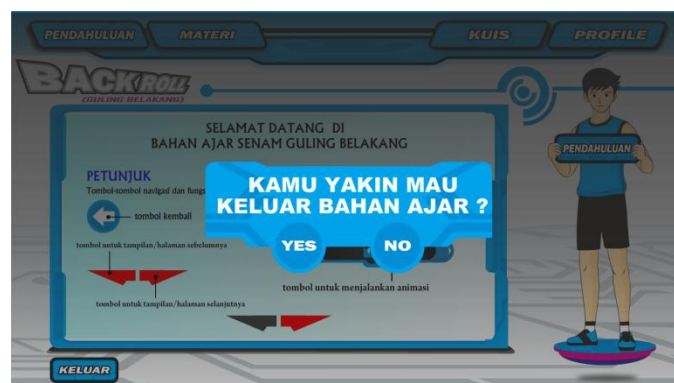 PENDAHULUAN
MATERI
KUIS
PROFILE
BACK ROLL
(GULING BELAKANG)
SELAMAT DATANG DI
BAHAN AJAR SENAM GULING BELAKANG
PENDAHULUAN
PETUNJUK
Tombol-tombol navigasi dan
KAMU YAKIN MAU
KELUAR BAHAN AJAR ?
YES
NO
tombol kembali
tombol untuk tampilan/halaman sebelumnya
tombol untuk menjalankan animasi
tombol untuk tampilan/halaman selanjutnya
KELUAR